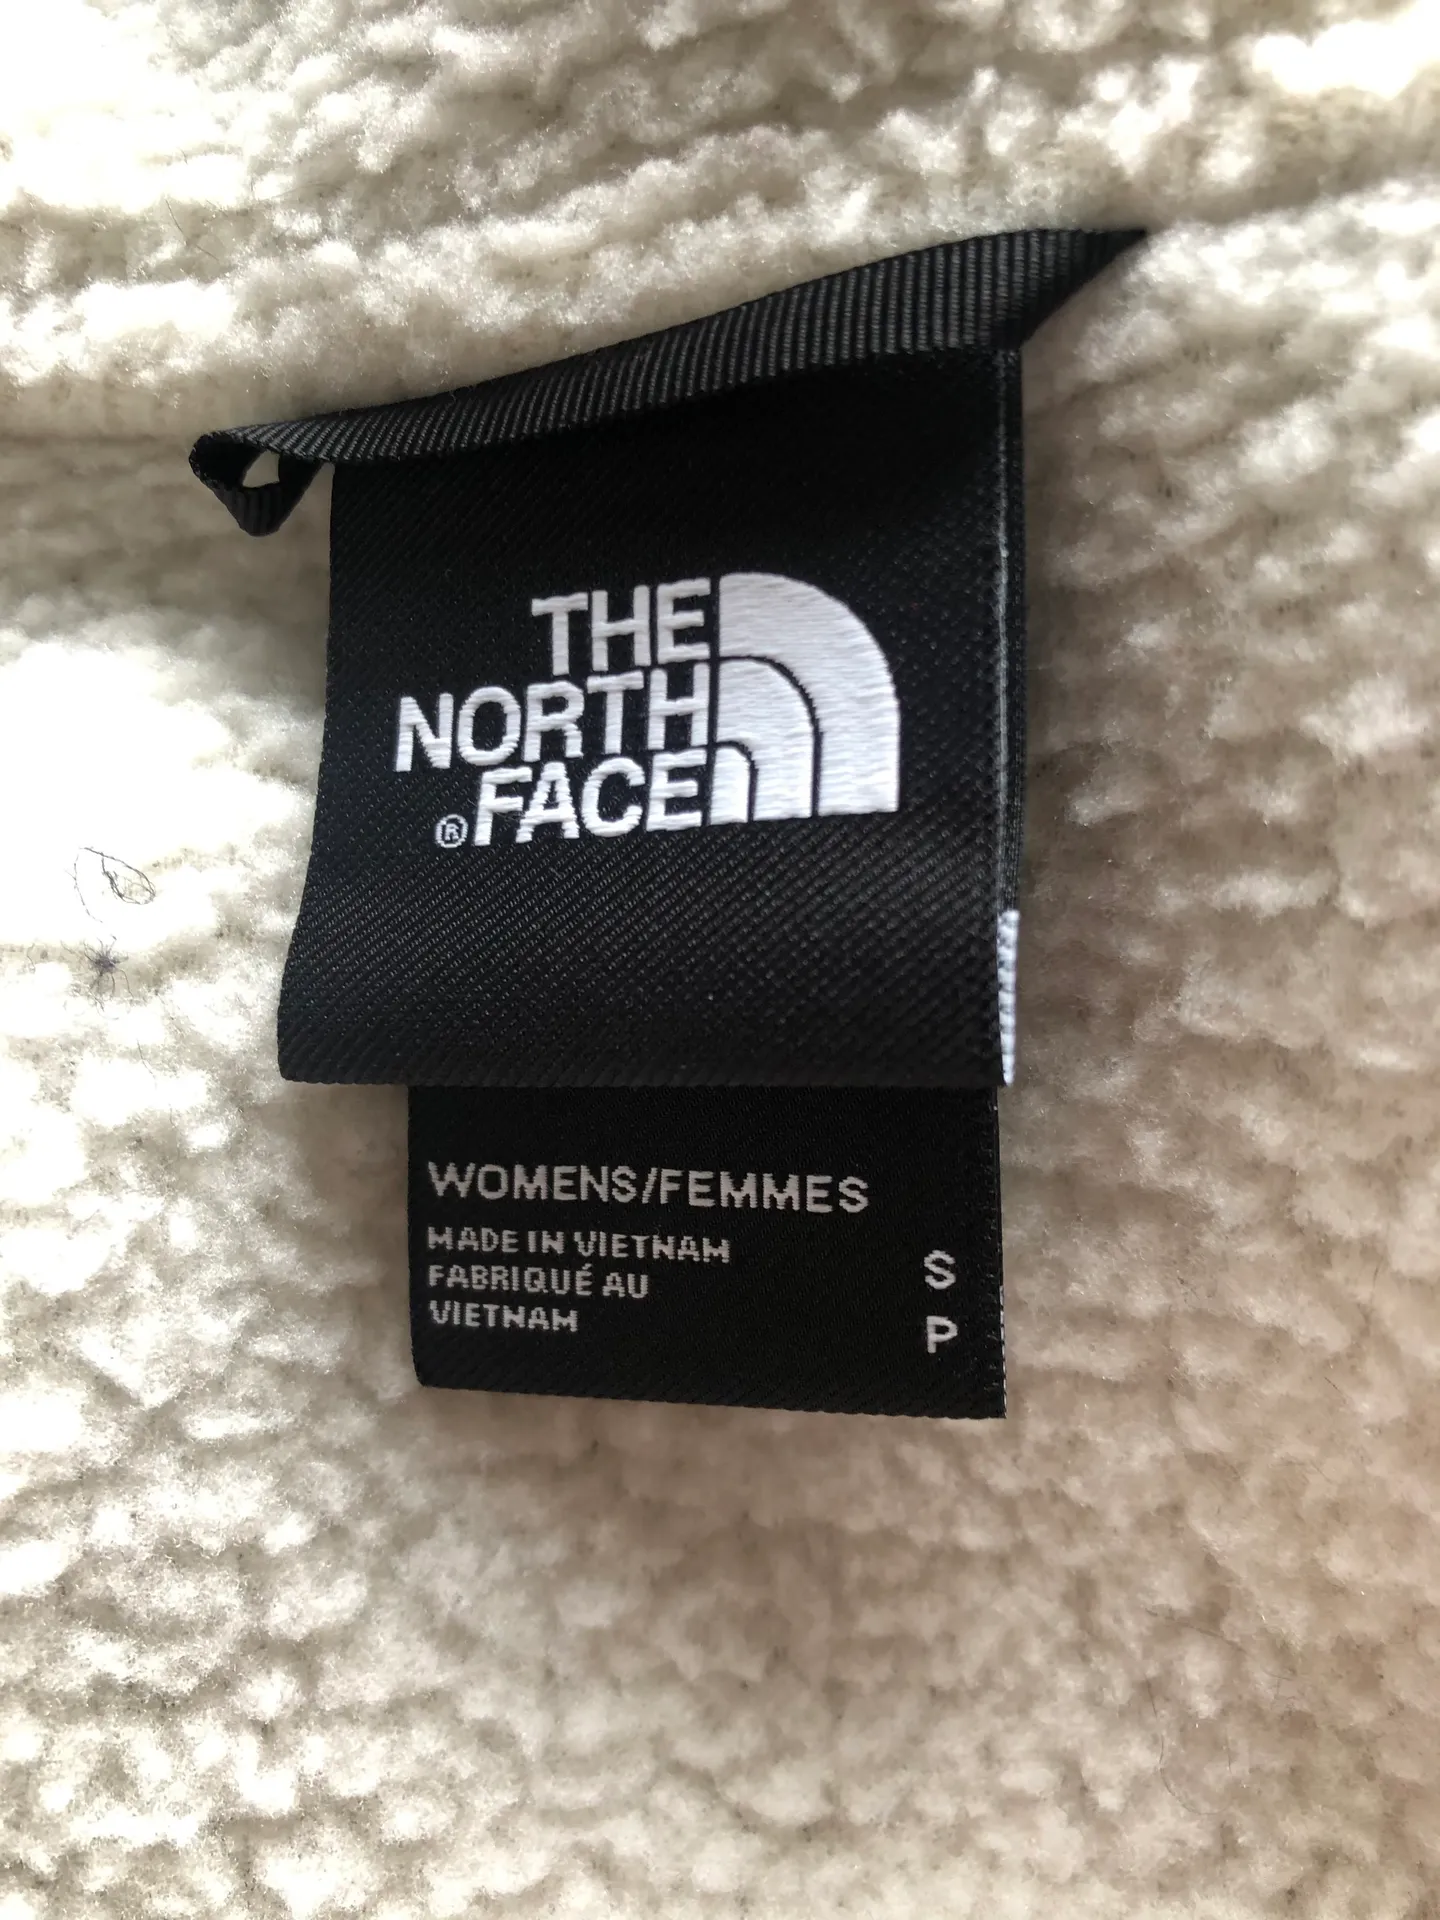 THE
NORTH
® FACE
WOMENS/FEMMES
MADE IN VIETNAM
FABRIQUÉ AU
VIETNAM
S
P